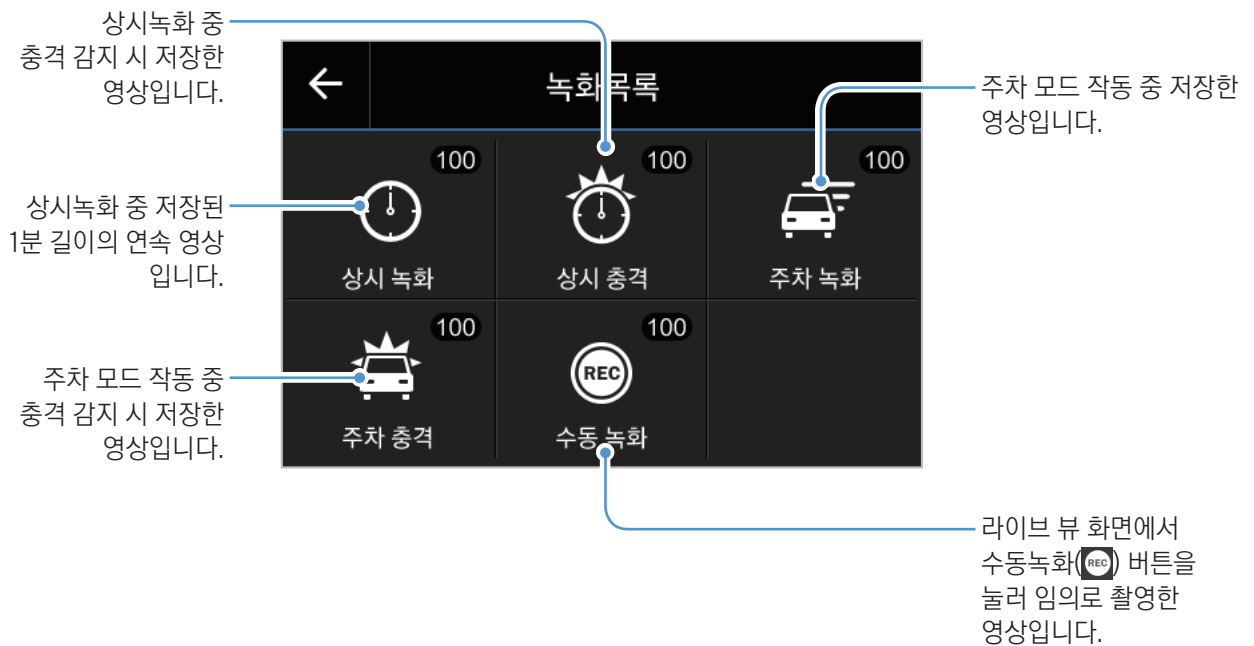 상시녹화 중
충격 감지 시 저장한
영상입니다.
녹화목록
주차 모드 작동 중 저장한
영상입니다.
100
100
100
상시녹화 중 저장된
1분 길이의 연속 영상
입니다.
상시 녹화
상시 충격
주차 녹화
100
100
REC
주차 모드 작동 중
충격 감지 시 저장한
영상입니다.
주차 충격
수동 녹화
라이브 뷰 화면에서
수동녹화(REC) 버튼을
눌러 임의로 촬영한
영상입니다.